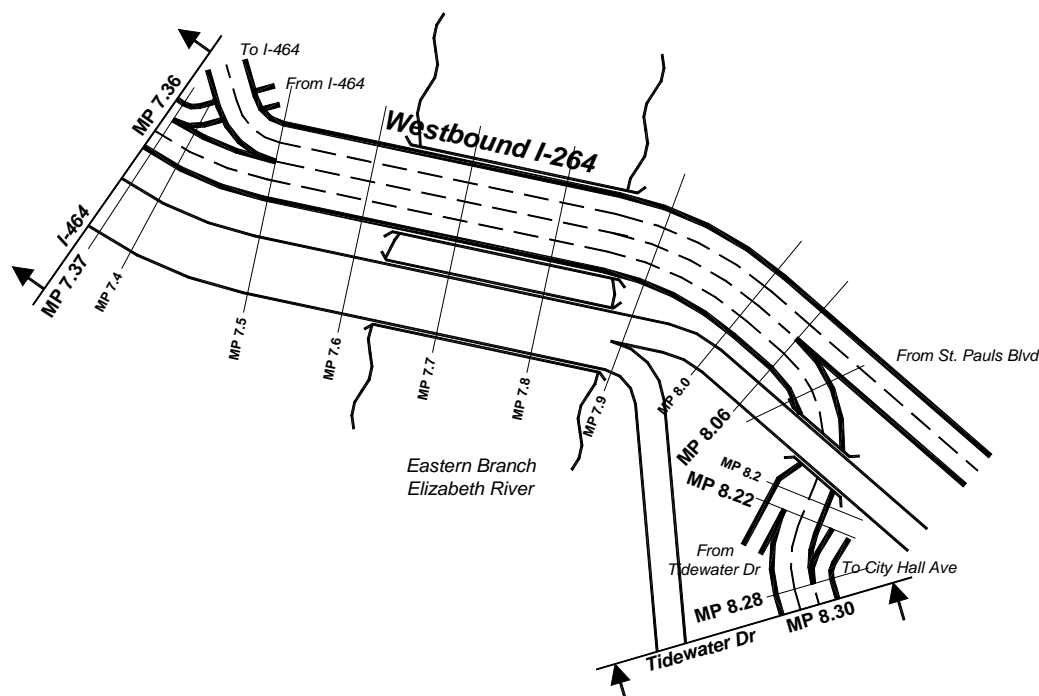 To I-464
From I-464
MP 7.36
Westbound I-264
I-464
MP 7.37
MP 7.4
MP 7.5
MP 7.6
MP 7.7
MP 7.8
MP 7.9
MP 8.0
MP 8.06
From St. Pauls Blvd
Eastern Branch
Elizabeth River
MP 8.2
MP 8.22
From
Tidewater Dr
To City Hall Ave
MP 8.28
MP 8.30
Tidewater Dr